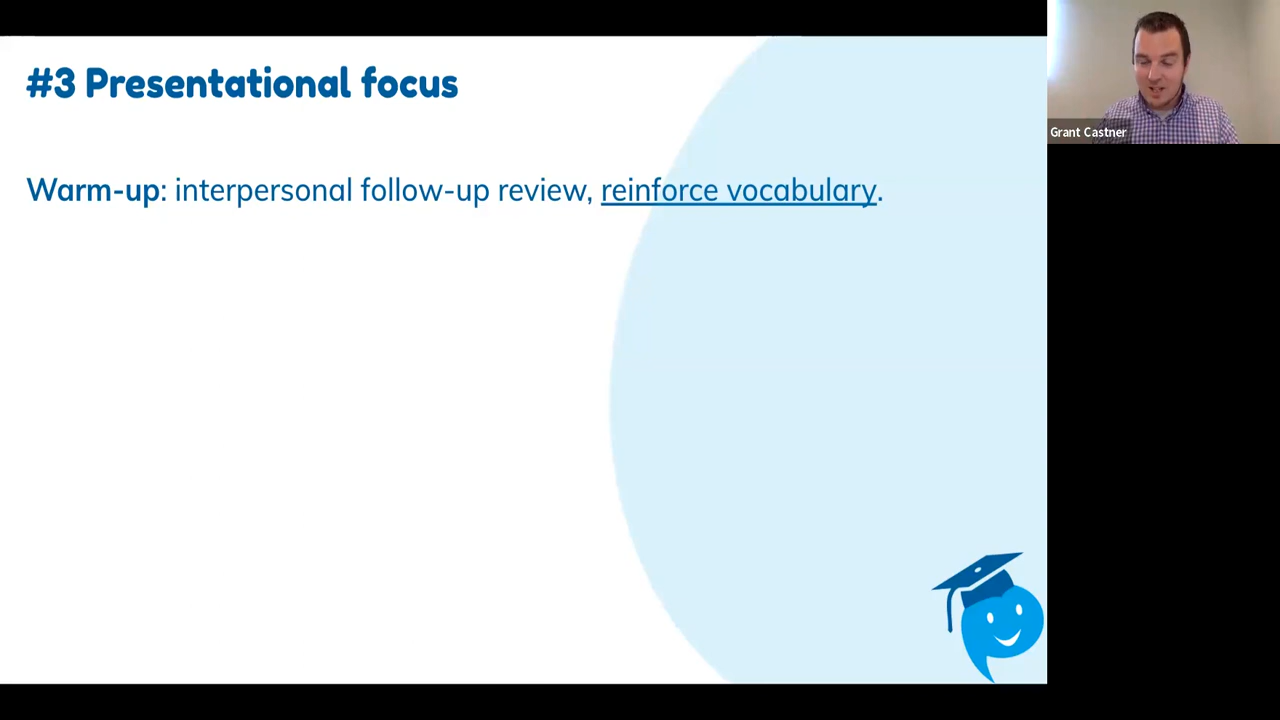 #3 Presentational focus
Warm-up: interpersonal follow-up review, reinforce vocabulary.
Grant Castner